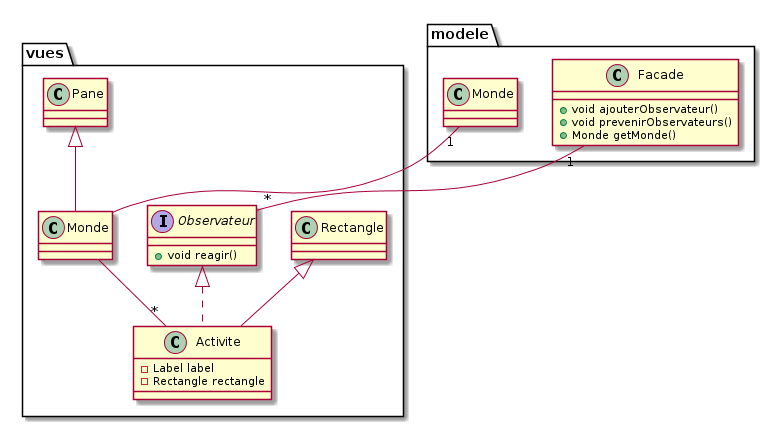 modele
vues
C Facade
void ajouterObservateur()
void prevenirObservateurs()
Monde getMonde()
C Monde
C Pane
1
1
*
C Monde
I Observateur
void reagir()
C Rectangle
*
C Activite
Label label
Rectangle rectangle